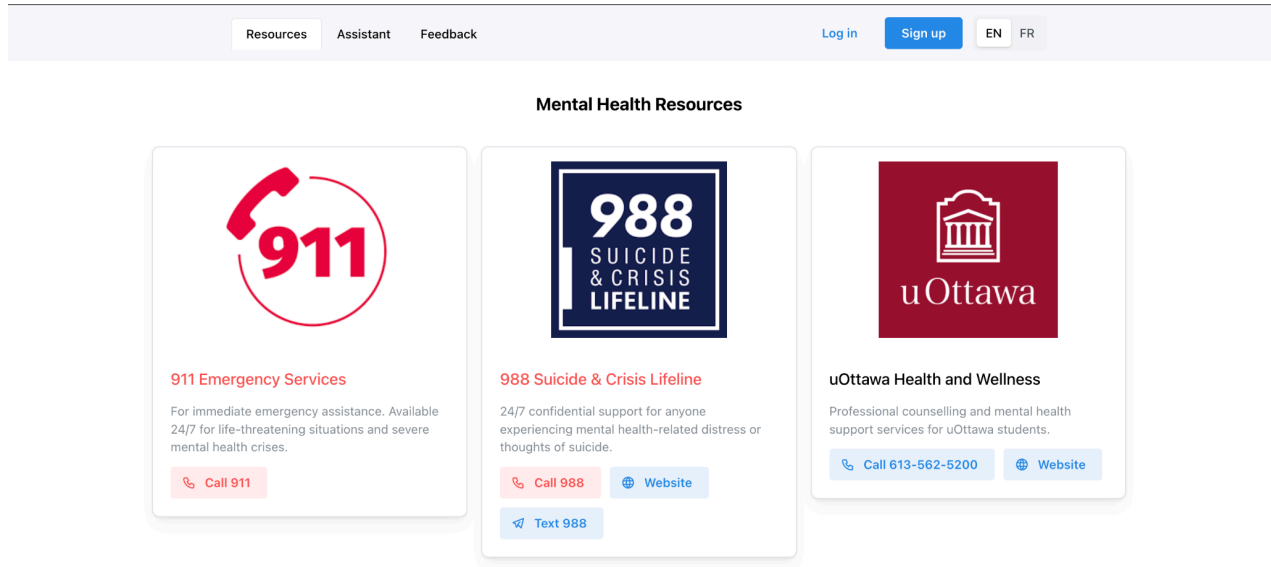 Resources Assistant Feedback Log in Sign up EN FR
Mental Health Resources
911
911 Emergency Services
For immediate emergency assistance. Available
24/7 for life-threatening situations and severe
mental health crises.
Call 911
988
SUICIDE
& CRISIS
LIFELINE
988 Suicide & Crisis Lifeline
24/7 confidential support for anyone
experiencing mental health-related distress or
thoughts of suicide.
Call 988 Website
Text 988
uOttawa
uOttawa Health and Wellness
Professional counselling and mental health
support services for uOttawa students.
Call 613-562-5200 Website